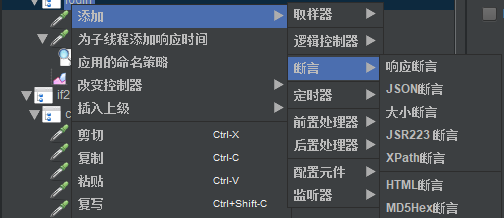 添加
为子线程添加响应时间
应用的命名策略
改变控制器
插入上级
剪切 Ctrl-X
复制 Ctrl-C
粘贴 Ctrl-V
复写 Ctrl+Shift-C
取样器
逻辑控制器
断言
定时器
前置处理器
后置处理器
配置元件
监听器
响应断言
JSON断言
大小断言
JSR223 断言
XPath断言
HTML断言
MD5Hex断言
if2